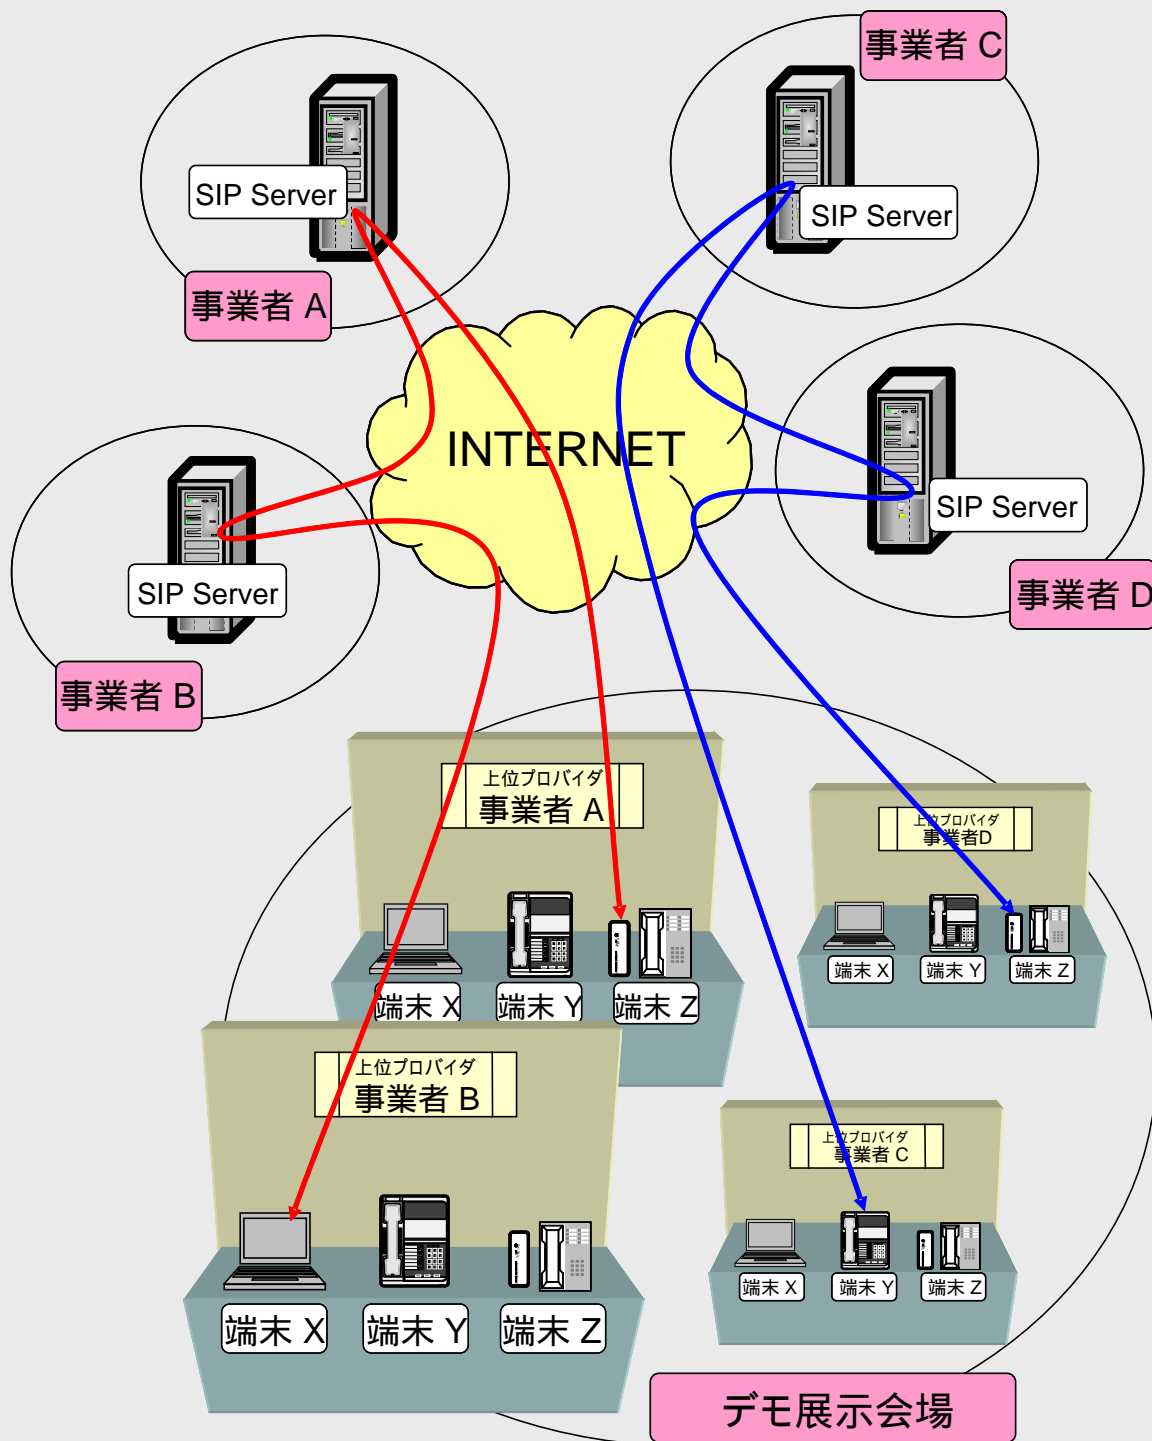 事業者 C
SIP Server
SIP Server
事業者 A
INTERNET
SIP Server
SIP Server
事業者 D
事業者 B
上位プロバイダ
事業者 A
上位プロバイダ
事業者D
端末 X
端末 Y
端末 Z
端末 X
端末 Y
端末 Z
上位プロバイダ
事業者 B
上位プロバイダ
事業者 C
端末 X
端末 Y
端末 Z
端末 X
端末 Y
端末 Z
デモ展示会場